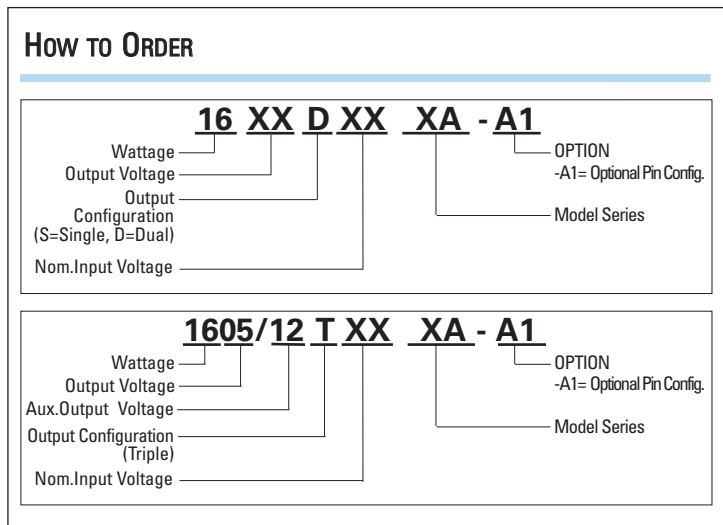 HOW TO ORDER
16 XX D XX XA - A1
Wattage
Output Voltage
Output
Configuration
(S=Single, D=Dual)
Nom.Input Voltage
OPTION
-A1= Optional Pin Config.
Model Series
1605/12 T XX XA - A1
Wattage
Output Voltage
Aux.Output Voltage
Output Configuration
(Triple)
Nom.Input Voltage
OPTION
-A1= Optional Pin Config.
Model Series